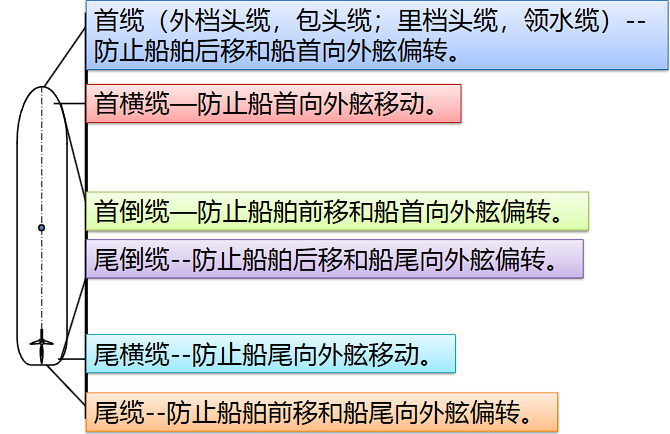 首缆（外档头缆，包头缆；里档头缆，领水缆）--
防止船舶后移和船首向外舷偏转。
首横缆—防止船首向外舷移动。
首倒缆—防止船舶前移和船首向外舷偏转。
尾倒缆--防止船舶后移和船尾向外舷偏转。
尾横缆--防止船尾向外舷移动。
尾缆--防止船舶前移和船尾向外舷偏转。